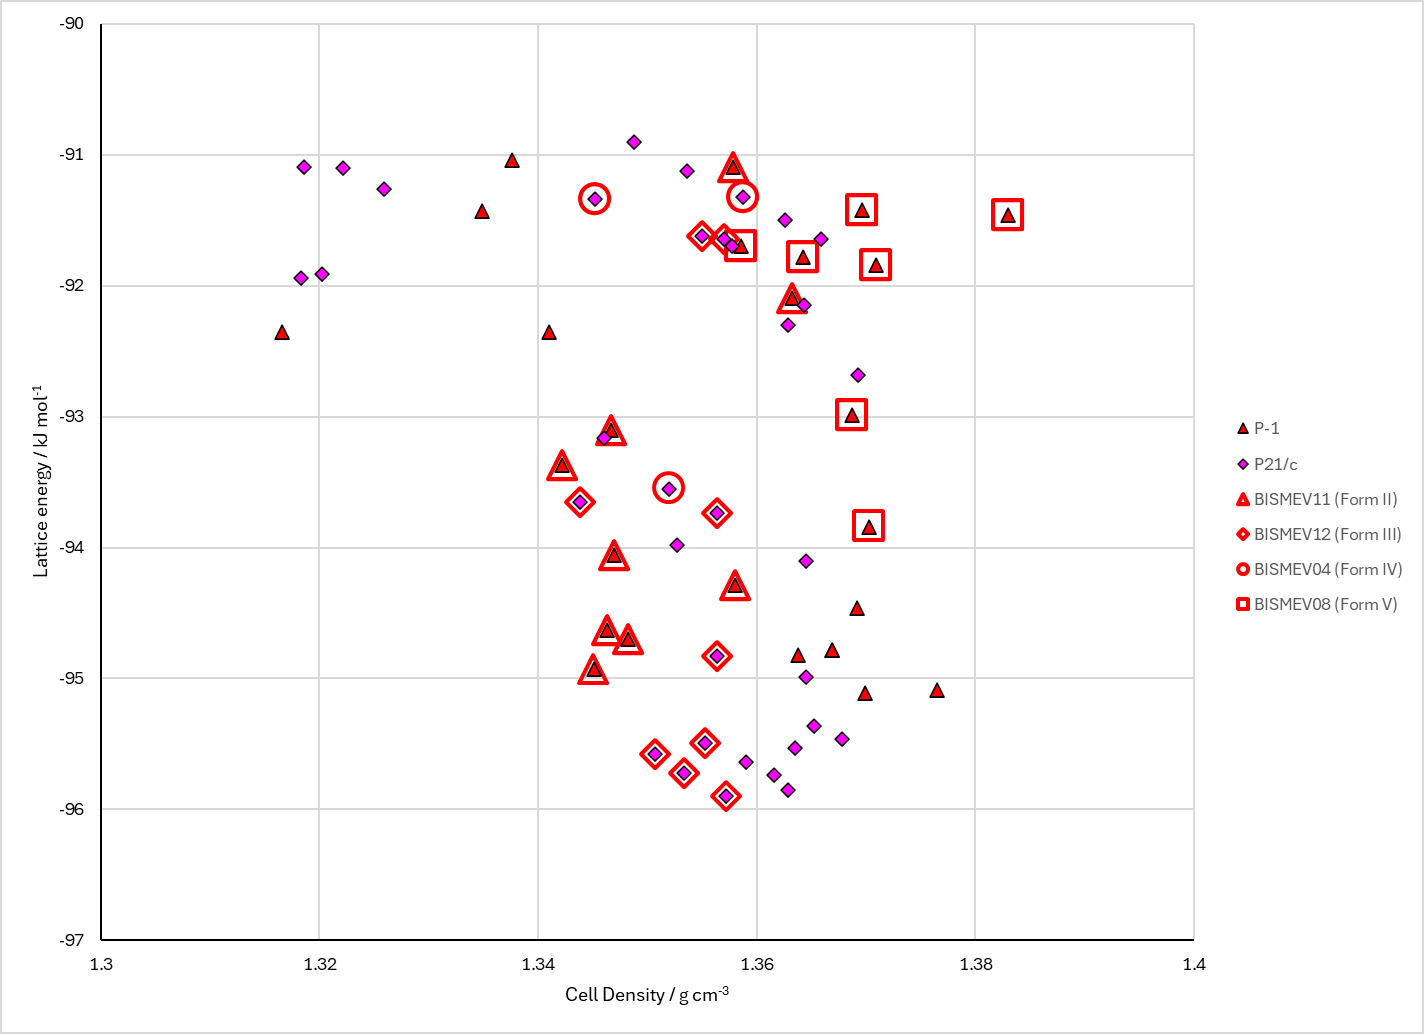 -90
-91
-92
-93
-94
-95
-96
-97
Lattice energy / kJ mol⁻¹
1.3 1.32 1.34 1.36 1.38 1.4
Cell Density / g cm⁻³
P-1
P21/c
BISMEV11 (Form II)
BISMEV12 (Form III)
BISMEV04 (Form IV)
BISMEV08 (Form V)